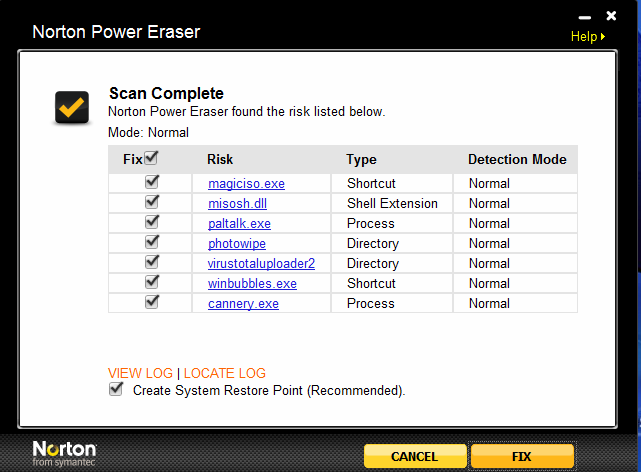 Norton Power Eraser
Help
Scan Complete
Norton Power Eraser found the risk listed below.
Mode: Normal
Fix Risk Type Detection Mode
magiciso.exe Shortcut Normal
misosh.dll Shell Extension Normal
paltalk.exe Process Normal
photowipe Directory Normal
virustotaluploader2 Directory Normal
winbubbles.exe Shortcut Normal
cannery.exe Process Normal
VIEW LOG | LOCATE LOG
Create System Restore Point (Recommended).
Norton
from symantec
CANCEL FIX